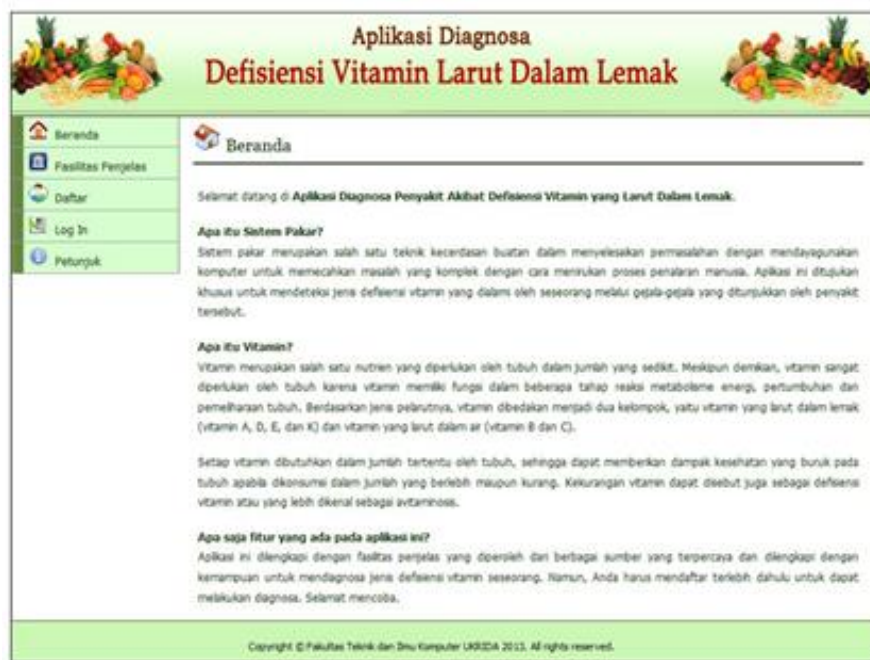 Aplikasi Diagnosa
Defisiensi Vitamin Larut Dalam Lemak
Beranda
Fasilitas Penjelas
Daftar
Log In
Petunjuk
Beranda
Selamat datang di Aplikasi Diagnosa Penyakit Akibat Defisiensi Vitamin yang Larut Dalam Lemak.
Apa itu Sistem Pakar?
Sistem pakar merupakan salah satu teknik kecerdasan buatan dalam menyelesaikan permasalahan dengan mendayagunakan
komputer untuk memecahkan masalah yang komplek dengan cara menirukan proses penalaran manusia. Aplikasi ini ditujukan
khusus untuk mendeteksi jenis defisiensi vitamin yang dialami oleh seseorang melalui gejala-gejala yang ditunjukkan oleh penyakit
tersebut.
Apa itu Vitamin?
Vitamin merupakan salah satu nutrien yang diperlukan oleh tubuh dalam jumlah yang sedikit. Meskipun demikian, vitamin sangat
diperlukan oleh tubuh karena vitamin memiliki fungsi dalam beberapa tahap reaksi metabolisme energi, pertumbuhan dan
pemeliharaan tubuh. Berdasarkan jenis pelarutnya, vitamin dibedakan menjadi dua kelompok, yaitu vitamin yang larut dalam lemak
(vitamin A, D, E, dan K) dan vitamin yang larut dalam air (vitamin B dan C).
Setiap vitamin dibutuhkan dalam jumlah tertentu oleh tubuh, sehingga dapat memberikan dampak kesehatan yang buruk pada
tubuh apabila dikonsumsi dalam jumlah yang berlebih maupun kurang. Kekurangan vitamin dapat disebut juga sebagai defisiensi
vitamin atau yang lebih dikenal sebagai avitaminosis.
Apa saja fitur yang ada pada aplikasi ini?
Aplikasi ini dilengkapi dengan fasilitas penjelas yang diperoleh dari berbagai sumber yang terpercaya dan dilengkapi dengan
kemampuan untuk mendiagnosa jenis defisiensi vitamin seseorang. Namun, Anda harus mendaftar terlebih dahulu untuk dapat
melakukan diagnosa. Selamat mencoba.
Copyright © Fakultas Teknik dan Ilmu Komputer UKRIDA 2013. All rights reserved.